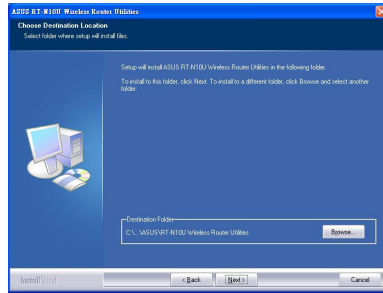 ASUS RT-N10U Wireless Router Utilities
Choose Destination Location
Select folder where setup will install files.
Setup will install ASUS RT-N10U Wireless Router Utilities in the following folder.
To install to this folder, click Next. To install to a different folder, click Browse and select another
folder.
Destination Folder
C:\...\ASUS\RT-N10U Wireless Router Utilities
Browse...
InstallShield
< Back
Next >
Cancel